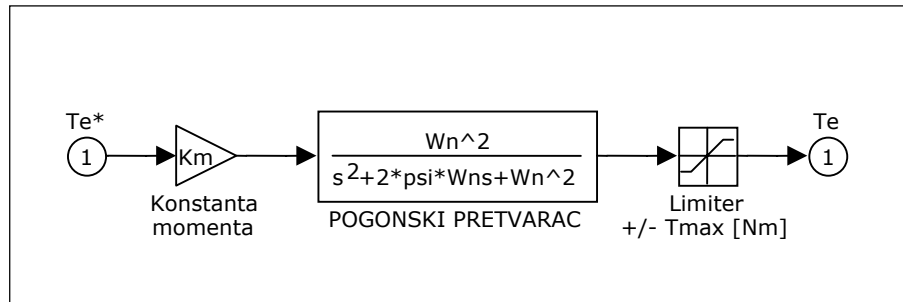 Te*
1
Km
Konstanta
momenta
Wn^2
s2+2*psi*Wns+Wn^2
POGONSKI PRETVARAC
Limiter
+/- Tmax [Nm]
Te
1